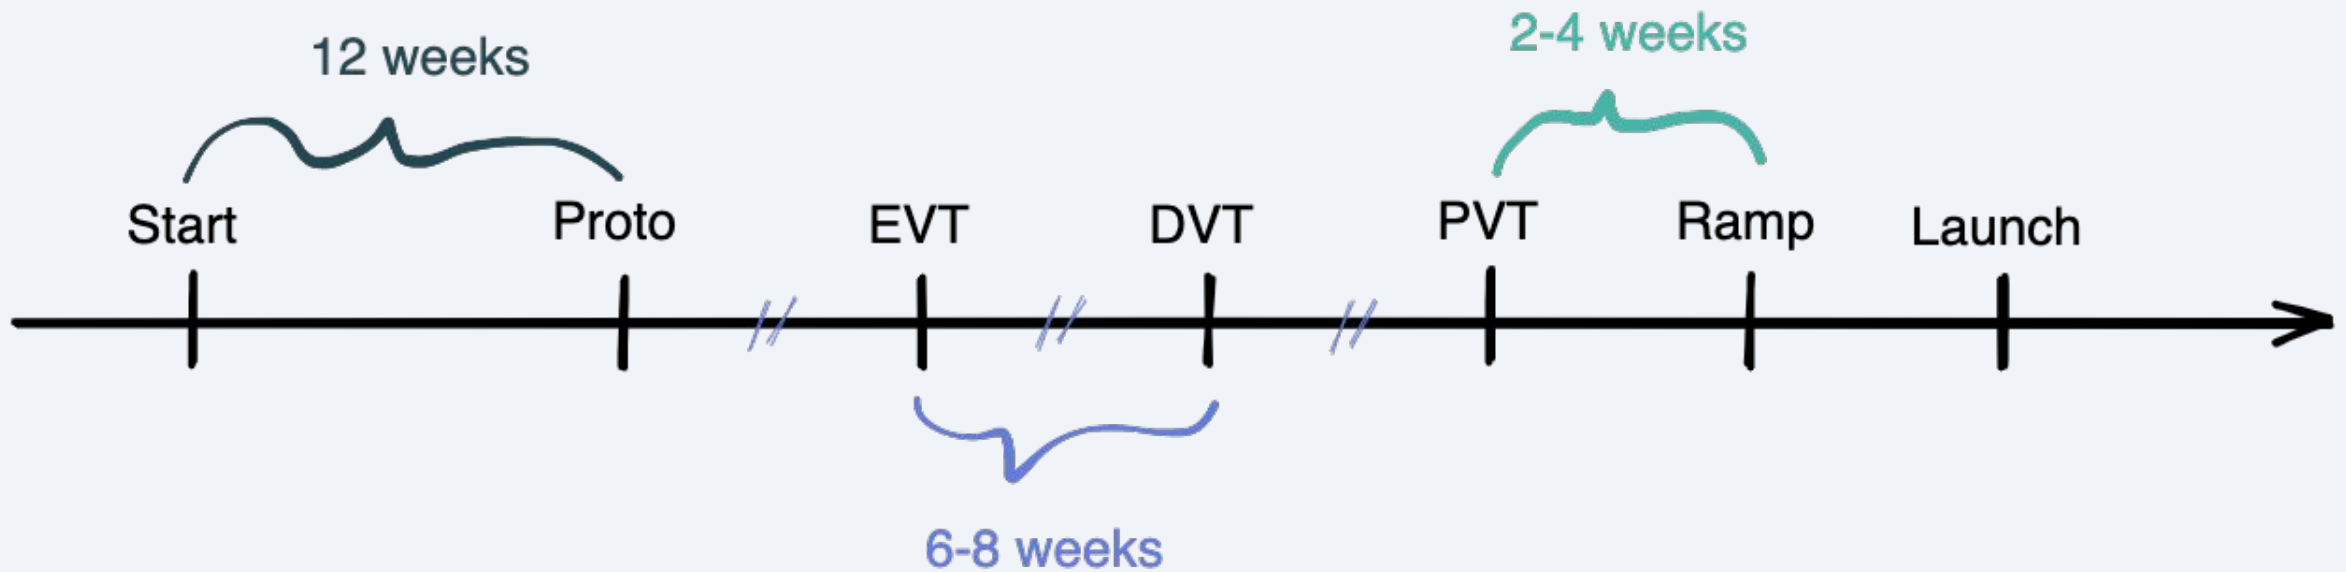 12 weeks
2-4 weeks
Start
Proto
EVT
DVT
PVT
Ramp
Launch
6-8 weeks